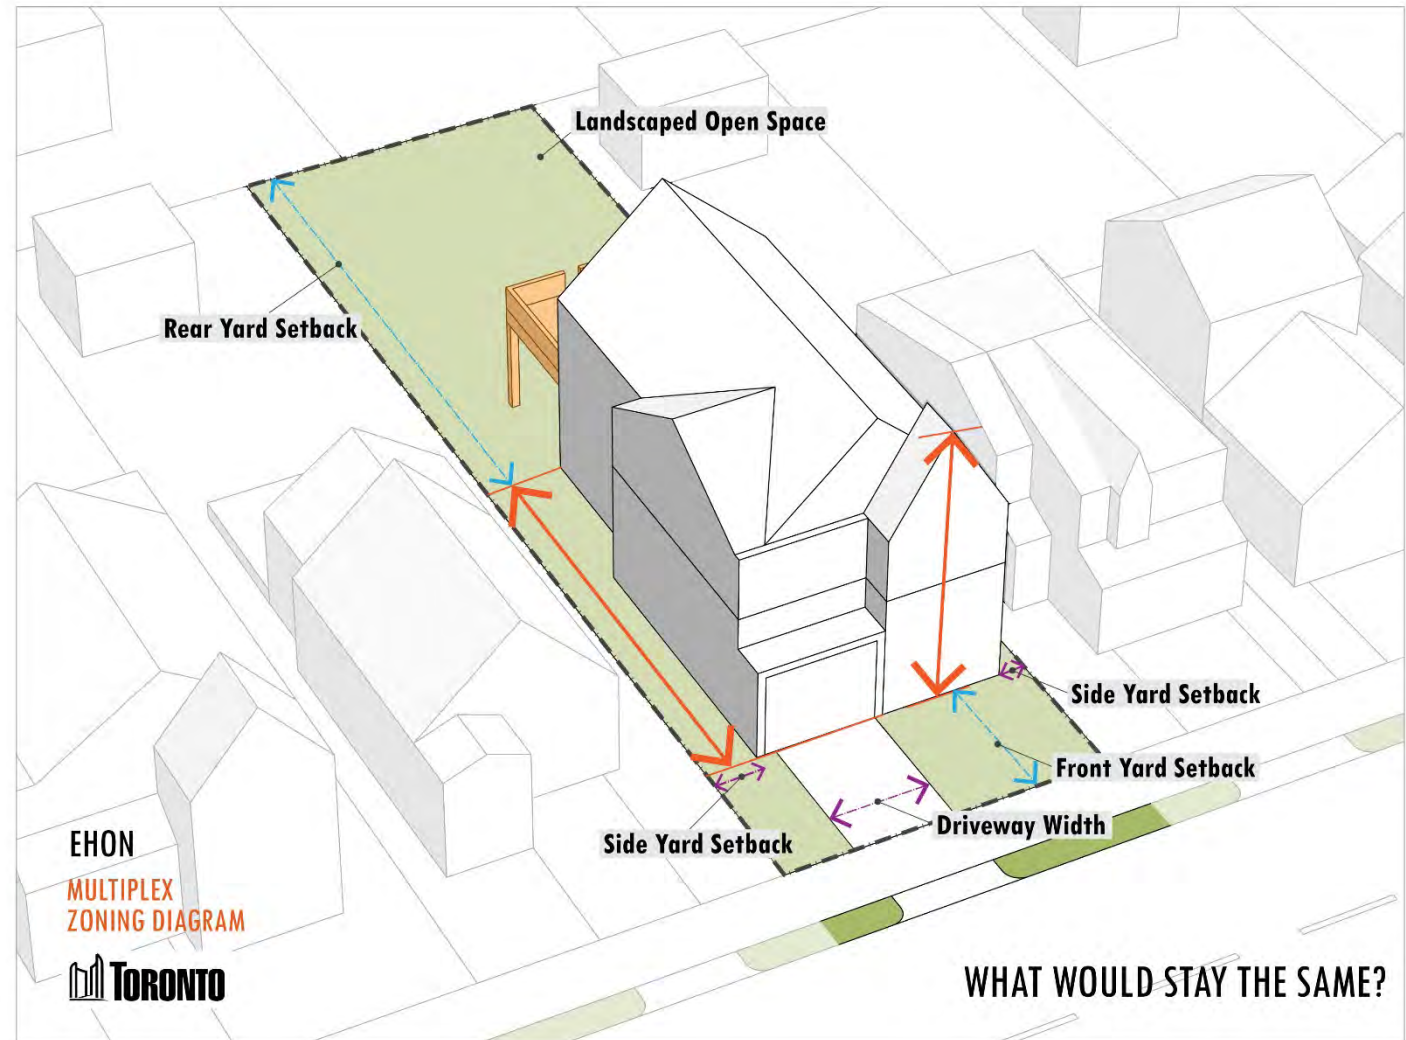 Landscaped Open Space
Rear Yard Setback
Side Yard Setback
Front Yard Setback
Driveway Width
Side Yard Setback
EHON
MULTIPLEX
ZONING DIAGRAM
TORONTO
WHAT WOULD STAY THE SAME?